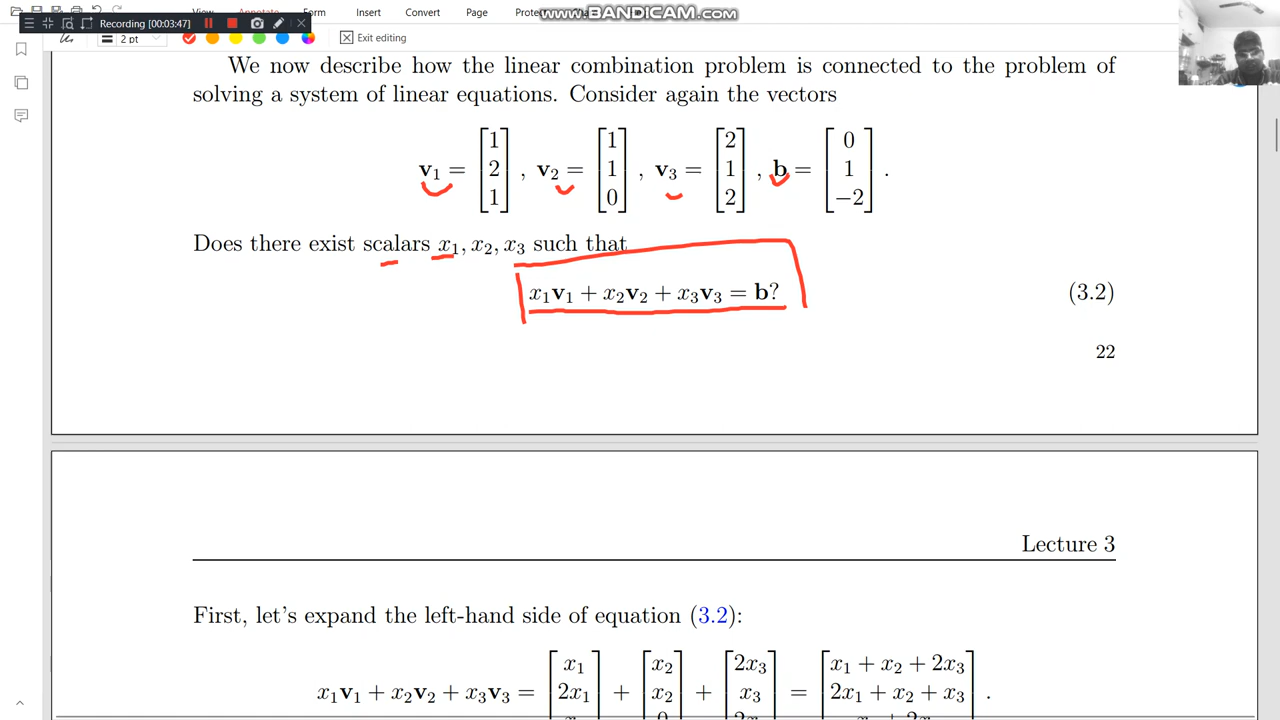 Recording [00:03:47]
View Annotate Form Insert Convert Page Prote
www.BANDICAM.com
2 pt
Exit editing
We now describe how the linear combination problem is connected to the problem of
solving a system of linear equations. Consider again the vectors
v₁ = [1 2 1], v₂ = [1 1 0], v₃ = [2 1 2], b = [0 1 −2].
Does there exist scalars x₁, x₂, x₃ such that
x₁v₁ + x₂v₂ + x₃v₃ = b? (3.2)
22
Lecture 3
First, let's expand the left-hand side of equation (3.2):
x₁v₁ + x₂v₂ + x₃v₃ = [x₁ 2x₁] + [x₂ x₂] + [2x₃ x₃] = [x₁ + x₂ + 2x₃ 2x₁ + x₂ + x₃].